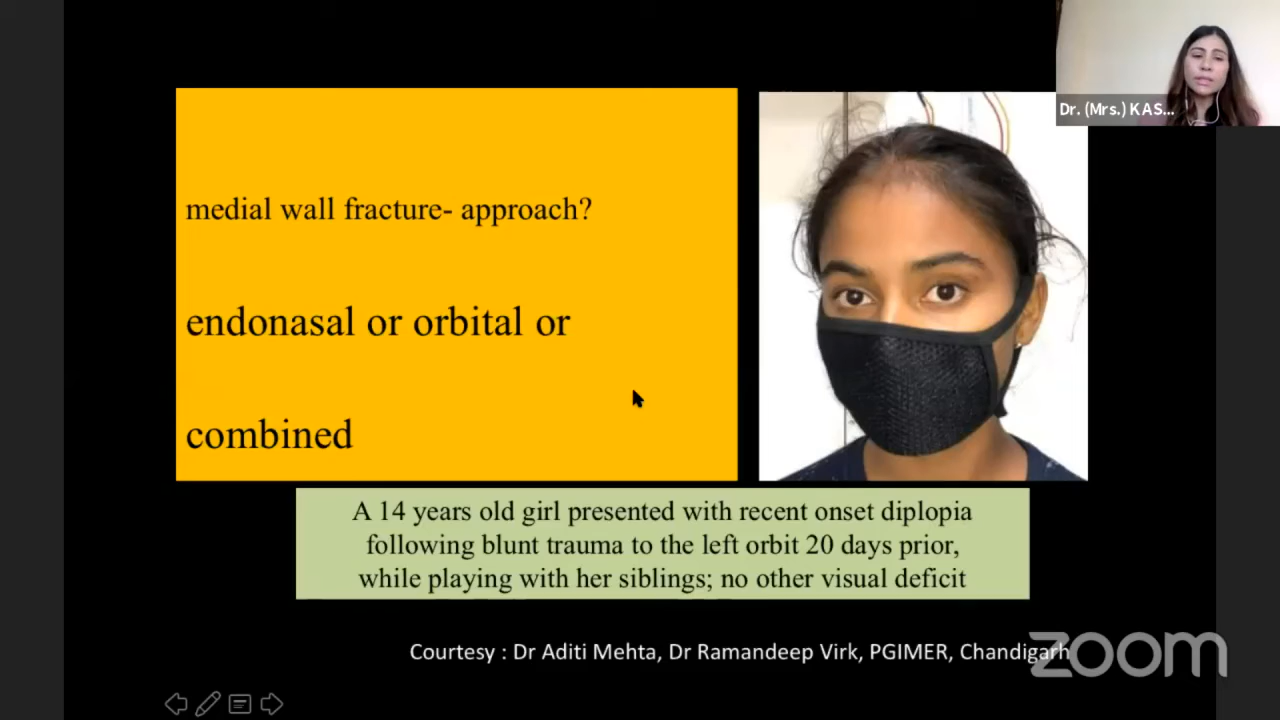 Dr. (Mrs.) KAS...
medial wall fracture- approach?
endonasal or orbital or
combined
A 14 years old girl presented with recent onset diplopia
following blunt trauma to the left orbit 20 days prior,
while playing with her siblings; no other visual deficit
Courtesy : Dr Aditi Mehta, Dr Ramandeep Virk, PGIMER, Chandigarh
zoom